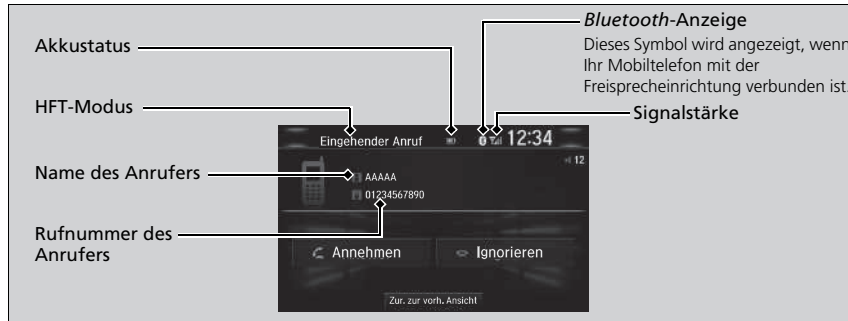 Akkustatus
HFT-Modus
Name des Anrufers
Rufnummer des
Anrufers
Bluetooth-Anzeige
Dieses Symbol wird angezeigt, wenn
Ihr Mobiltelefon mit der
Freisprecheinrichtung verbunden ist.
Signalstärke
Eingehender Anruf
12:34
12
AAAAA
01234567890
Annehmen
Ignorieren
Zur. zur vorh. Ansicht